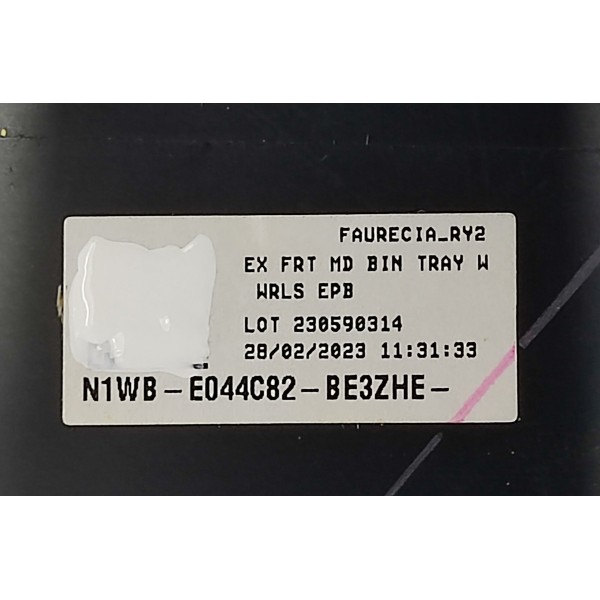 FAURECIA_RY2
EX FRT MD BIN TRAY W
WRLS EPB
LOT 230590314
28/02/2023 11:31:33
N1WB-E044C82-BE3ZHE-